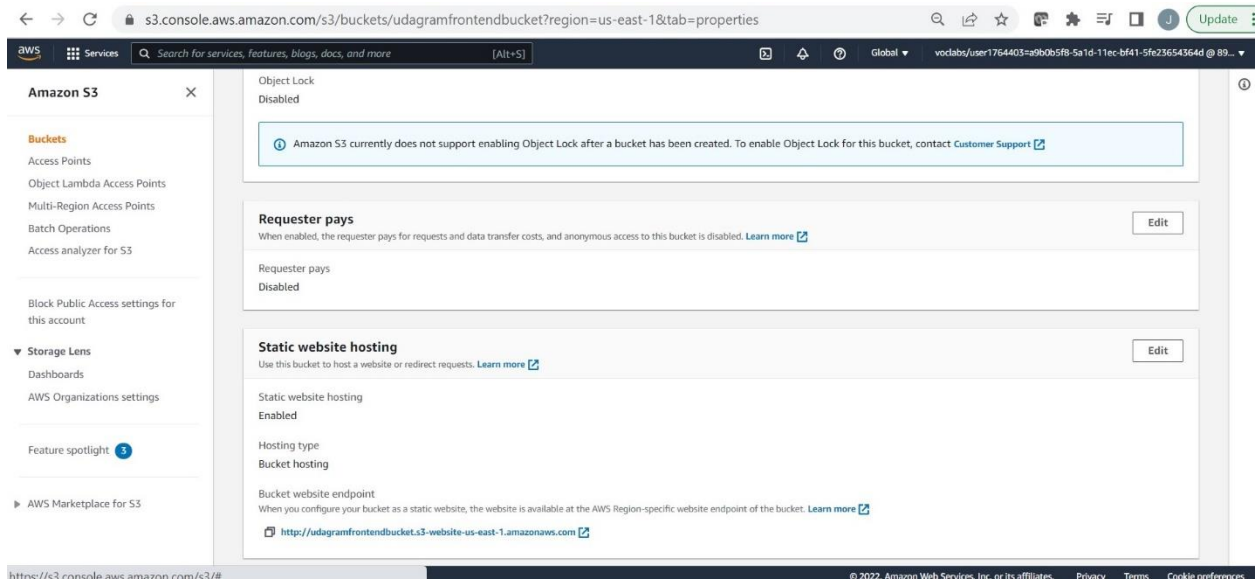 s3.console.aws.amazon.com/s3/buckets/udagramfrontendbucket?region=us-east-1&tab=properties
J
Update
aws
Services
Search for services, features, blogs, docs, and more
[Alt+S]
Global
voclabs/user1764403=a9b0b5f8-5a1d-11ec-bf41-5fe23654364d @ 89...
Amazon S3
Buckets
Access Points
Object Lambda Access Points
Multi-Region Access Points
Batch Operations
Access analyzer for S3
Block Public Access settings for
this account
Storage Lens
Dashboards
AWS Organizations settings
Feature spotlight 3
AWS Marketplace for S3
Object Lock
Disabled
Amazon S3 currently does not support enabling Object Lock after a bucket has been created. To enable Object Lock for this bucket, contact Customer Support
Requester pays
Edit
When enabled, the requester pays for requests and data transfer costs, and anonymous access to this bucket is disabled. Learn more
Requester pays
Disabled
Static website hosting
Edit
Use this bucket to host a website or redirect requests. Learn more
Static website hosting
Enabled
Hosting type
Bucket hosting
Bucket website endpoint
When you configure your bucket as a static website, the website is available at the AWS Region-specific website endpoint of the bucket. Learn more
http://udagramfrontendbucket.s3-website-us-east-1.amazonaws.com
https://s3.console.aws.amazon.com/s3/#
© 2022, Amazon Web Services, Inc. or its affiliates. Privacy Terms Cookie preferences